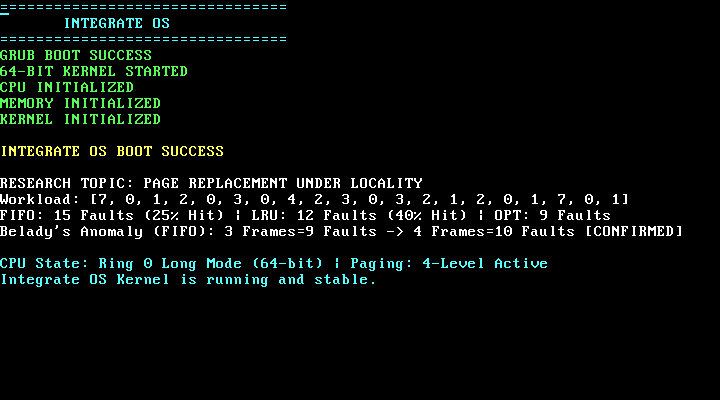 ================================
INTEGRATE OS
================================
GRUB BOOT SUCCESS
64-BIT KERNEL STARTED
CPU INITIALIZED
MEMORY INITIALIZED
KERNEL INITIALIZED
INTEGRATE OS BOOT SUCCESS
RESEARCH TOPIC: PAGE REPLACEMENT UNDER LOCALITY
Workload: [7, 0, 1, 2, 0, 3, 0, 4, 2, 3, 0, 3, 2, 1, 2, 0, 1, 7, 0, 1]
FIFO: 15 Faults (25% Hit) | LRU: 12 Faults (40% Hit) | OPT: 9 Faults
Belady's Anomaly (FIFO): 3 Frames=9 Faults -> 4 Frames=10 Faults [CONFIRMED]
CPU State: Ring 0 Long Mode (64-bit) | Paging: 4-Level Active
Integrate OS Kernel is running and stable.